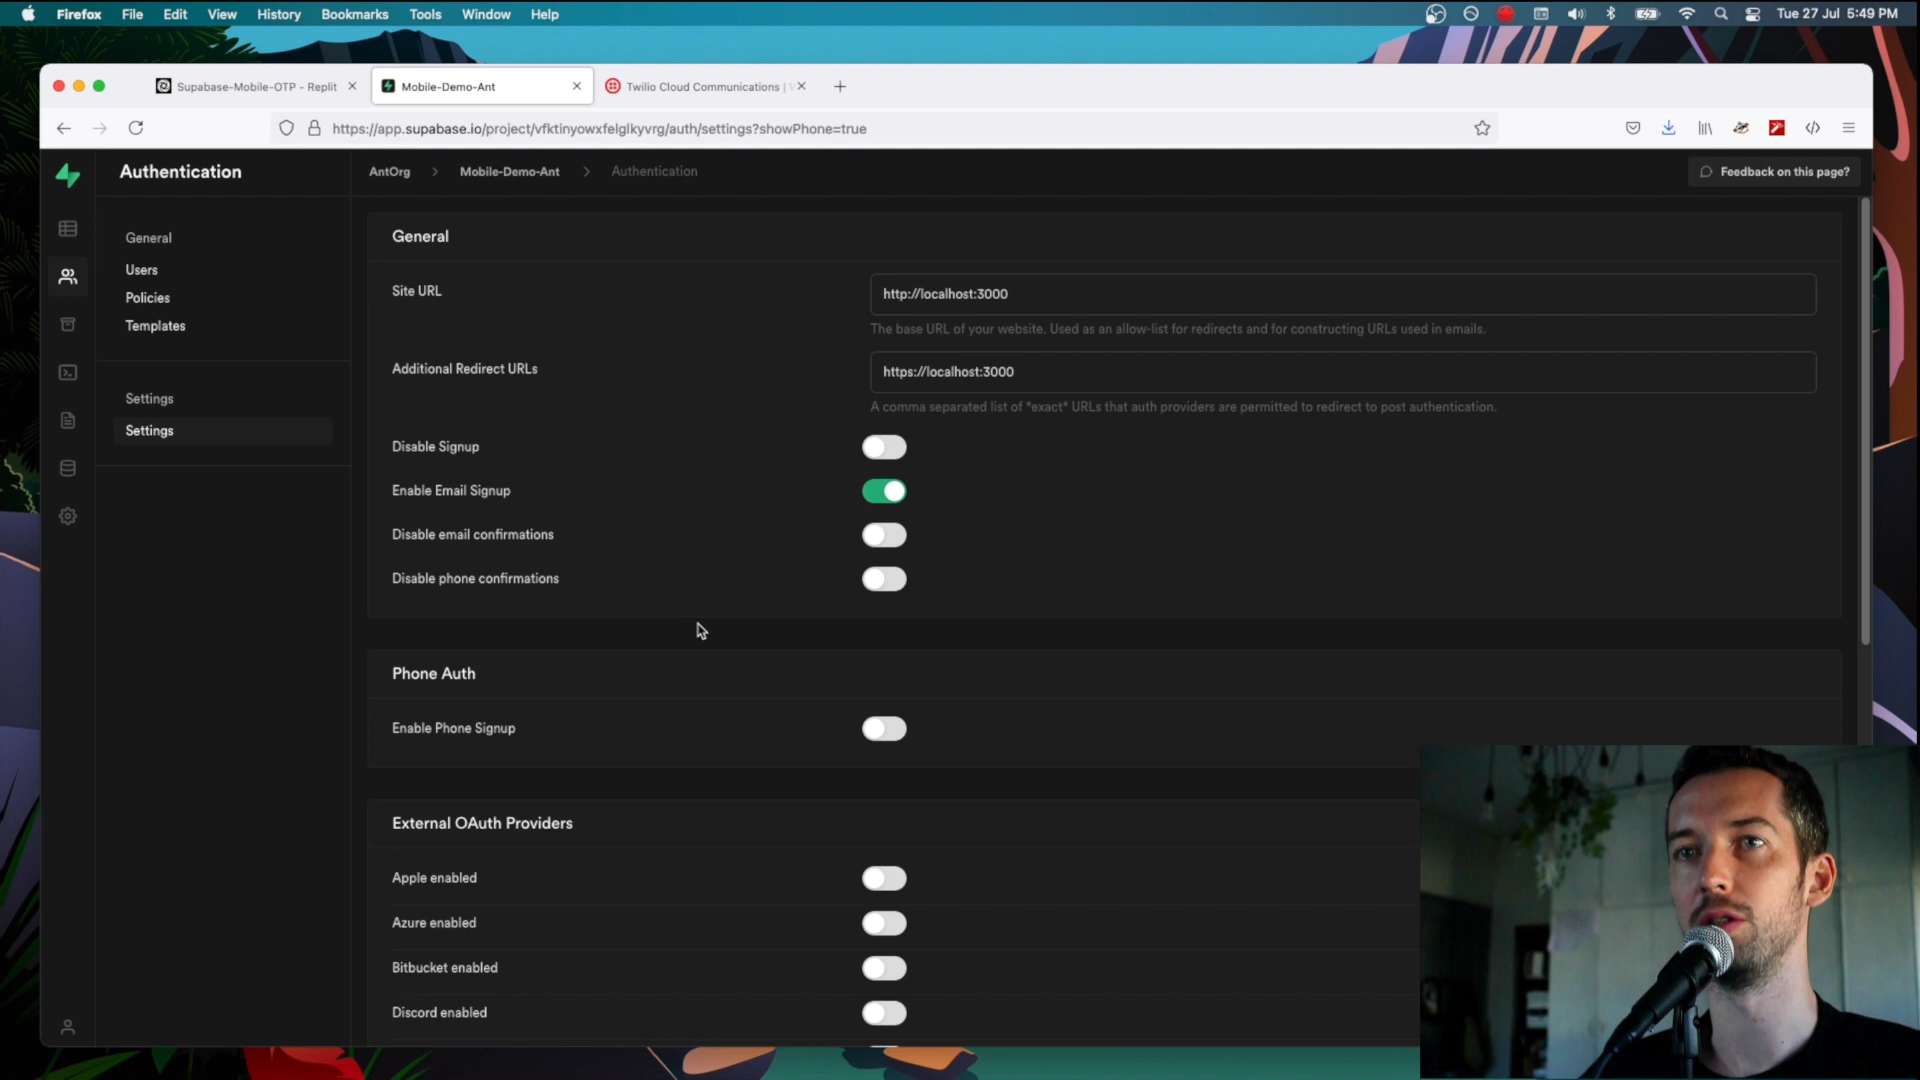 Firefox File Edit View History Bookmarks Tools Window Help
Tue 27 Jul 5:49 PM
Supabase-Mobile-OTP - Replit
Mobile-Demo-Ant
Twilio Cloud Communications |
https://app.supabase.io/project/vfktinyowxfelglkyvrg/auth/settings?showPhone=true
Authentication
AntOrg > Mobile-Demo-Ant > Authentication
Feedback on this page?
General
Users
Policies
Templates
Settings
Settings
General
Site URL
http://localhost:3000
The base URL of your website. Used as an allow-list for redirects and for constructing URLs used in emails.
Additional Redirect URLs
https://localhost:3000
A comma separated list of *exact* URLs that auth providers are permitted to redirect to post authentication.
Disable Signup
Enable Email Signup
Disable email confirmations
Disable phone confirmations
Phone Auth
Enable Phone Signup
External OAuth Providers
Apple enabled
Azure enabled
Bitbucket enabled
Discord enabled